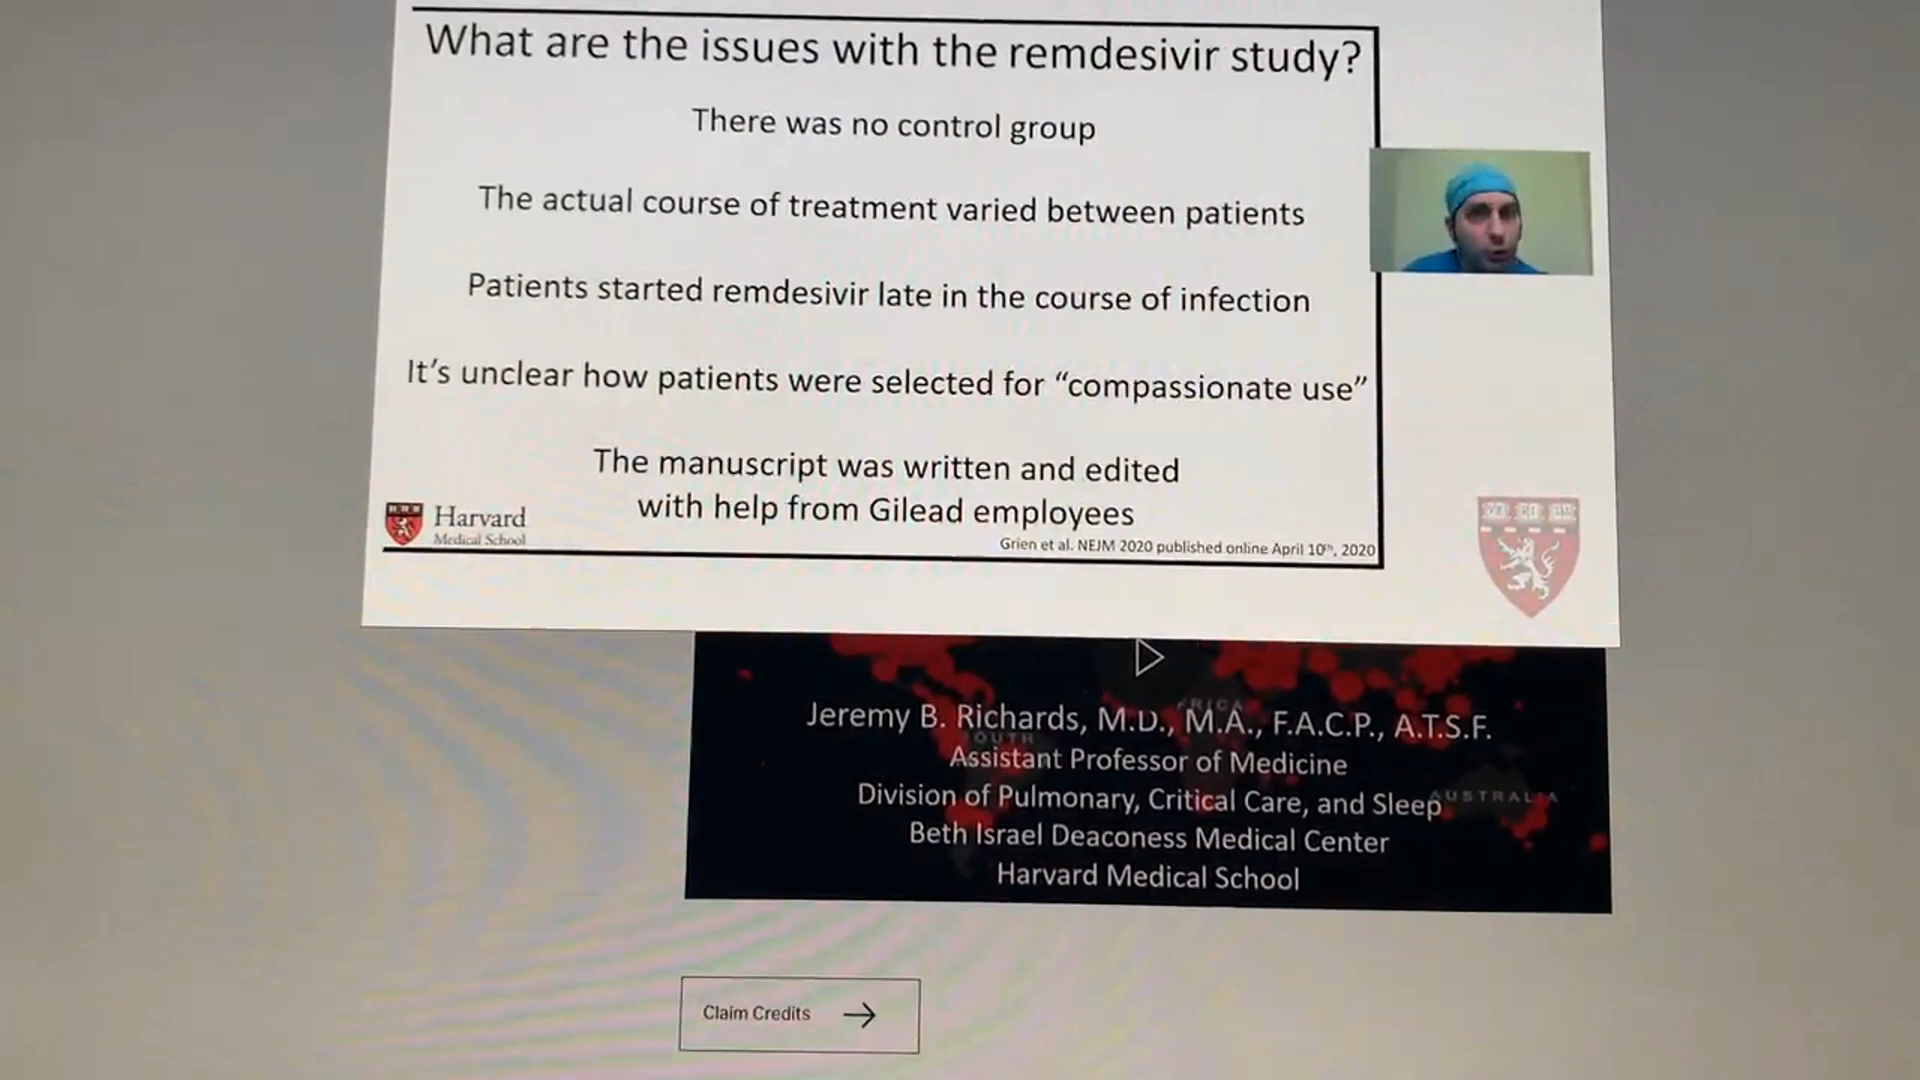 What are the issues with the remdesivir study?
There was no control group
The actual course of treatment varied between patients
Patients started remdesivir late in the course of infection
It's unclear how patients were selected for “compassionate use”
The manuscript was written and edited
with help from Gilead employees
Harvard
Medical School
Grien et al. NEJM 2020 published online April 10th, 2020
VE RI TAS
Jeremy B. Richards, M.D., M.A., F.A.C.P., A.T.S.F.
Assistant Professor of Medicine
Division of Pulmonary, Critical Care, and Sleep
AUSTRALIA
Beth Israel Deaconess Medical Center
Harvard Medical School
Claim Credits